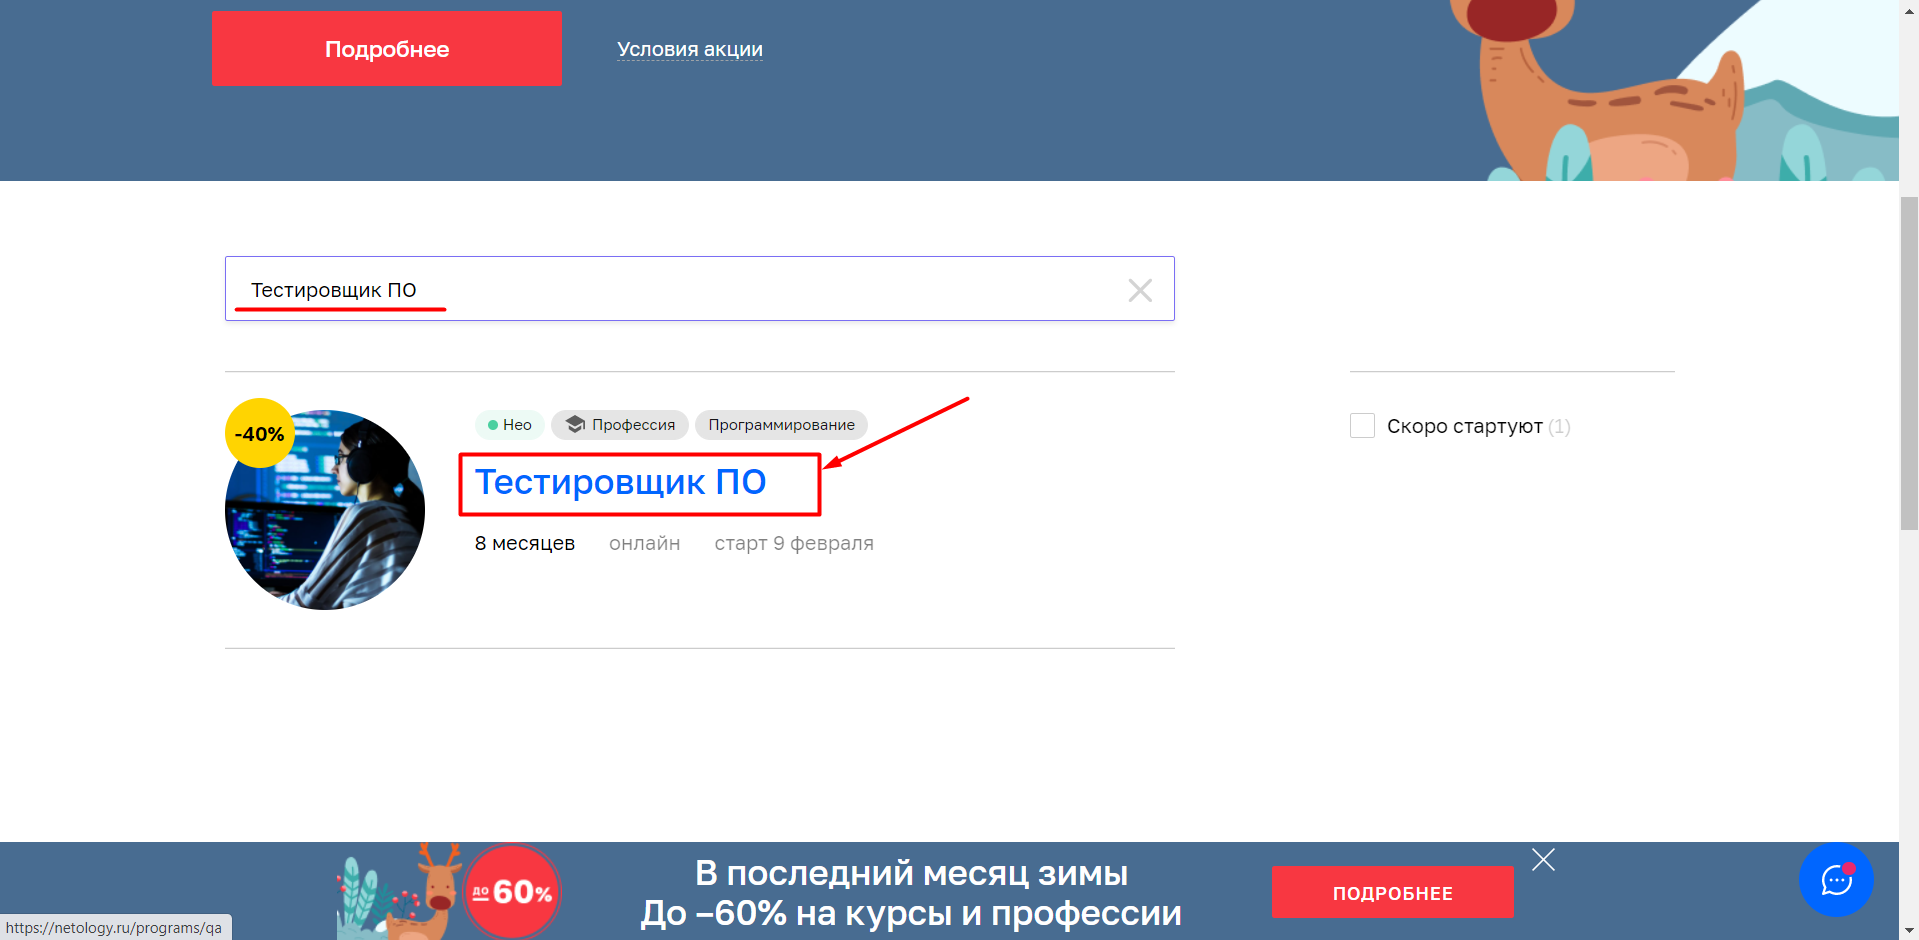 Подробнее
Условия акции
Тестировщик ПО
-40%
Нео
Профессия
Программирование
Тестировщик ПО
8 месяцев онлайн старт 9 февраля
Скоро стартуют (1)
до 60%
В последний месяц зимы
До –60% на курсы и профессии
ПОДРОБНЕЕ
https://netology.ru/programs/qa